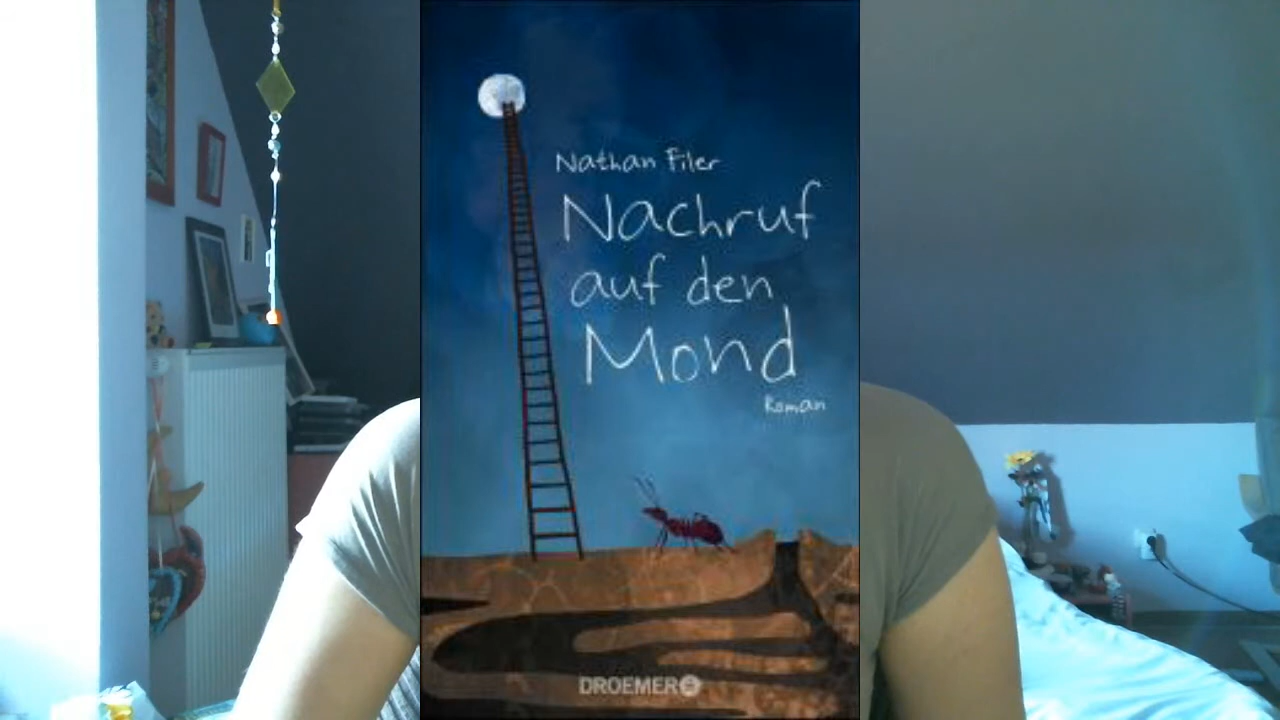 Nathan Filer
Nachruf
auf den
Mond
Roman
DROEMER